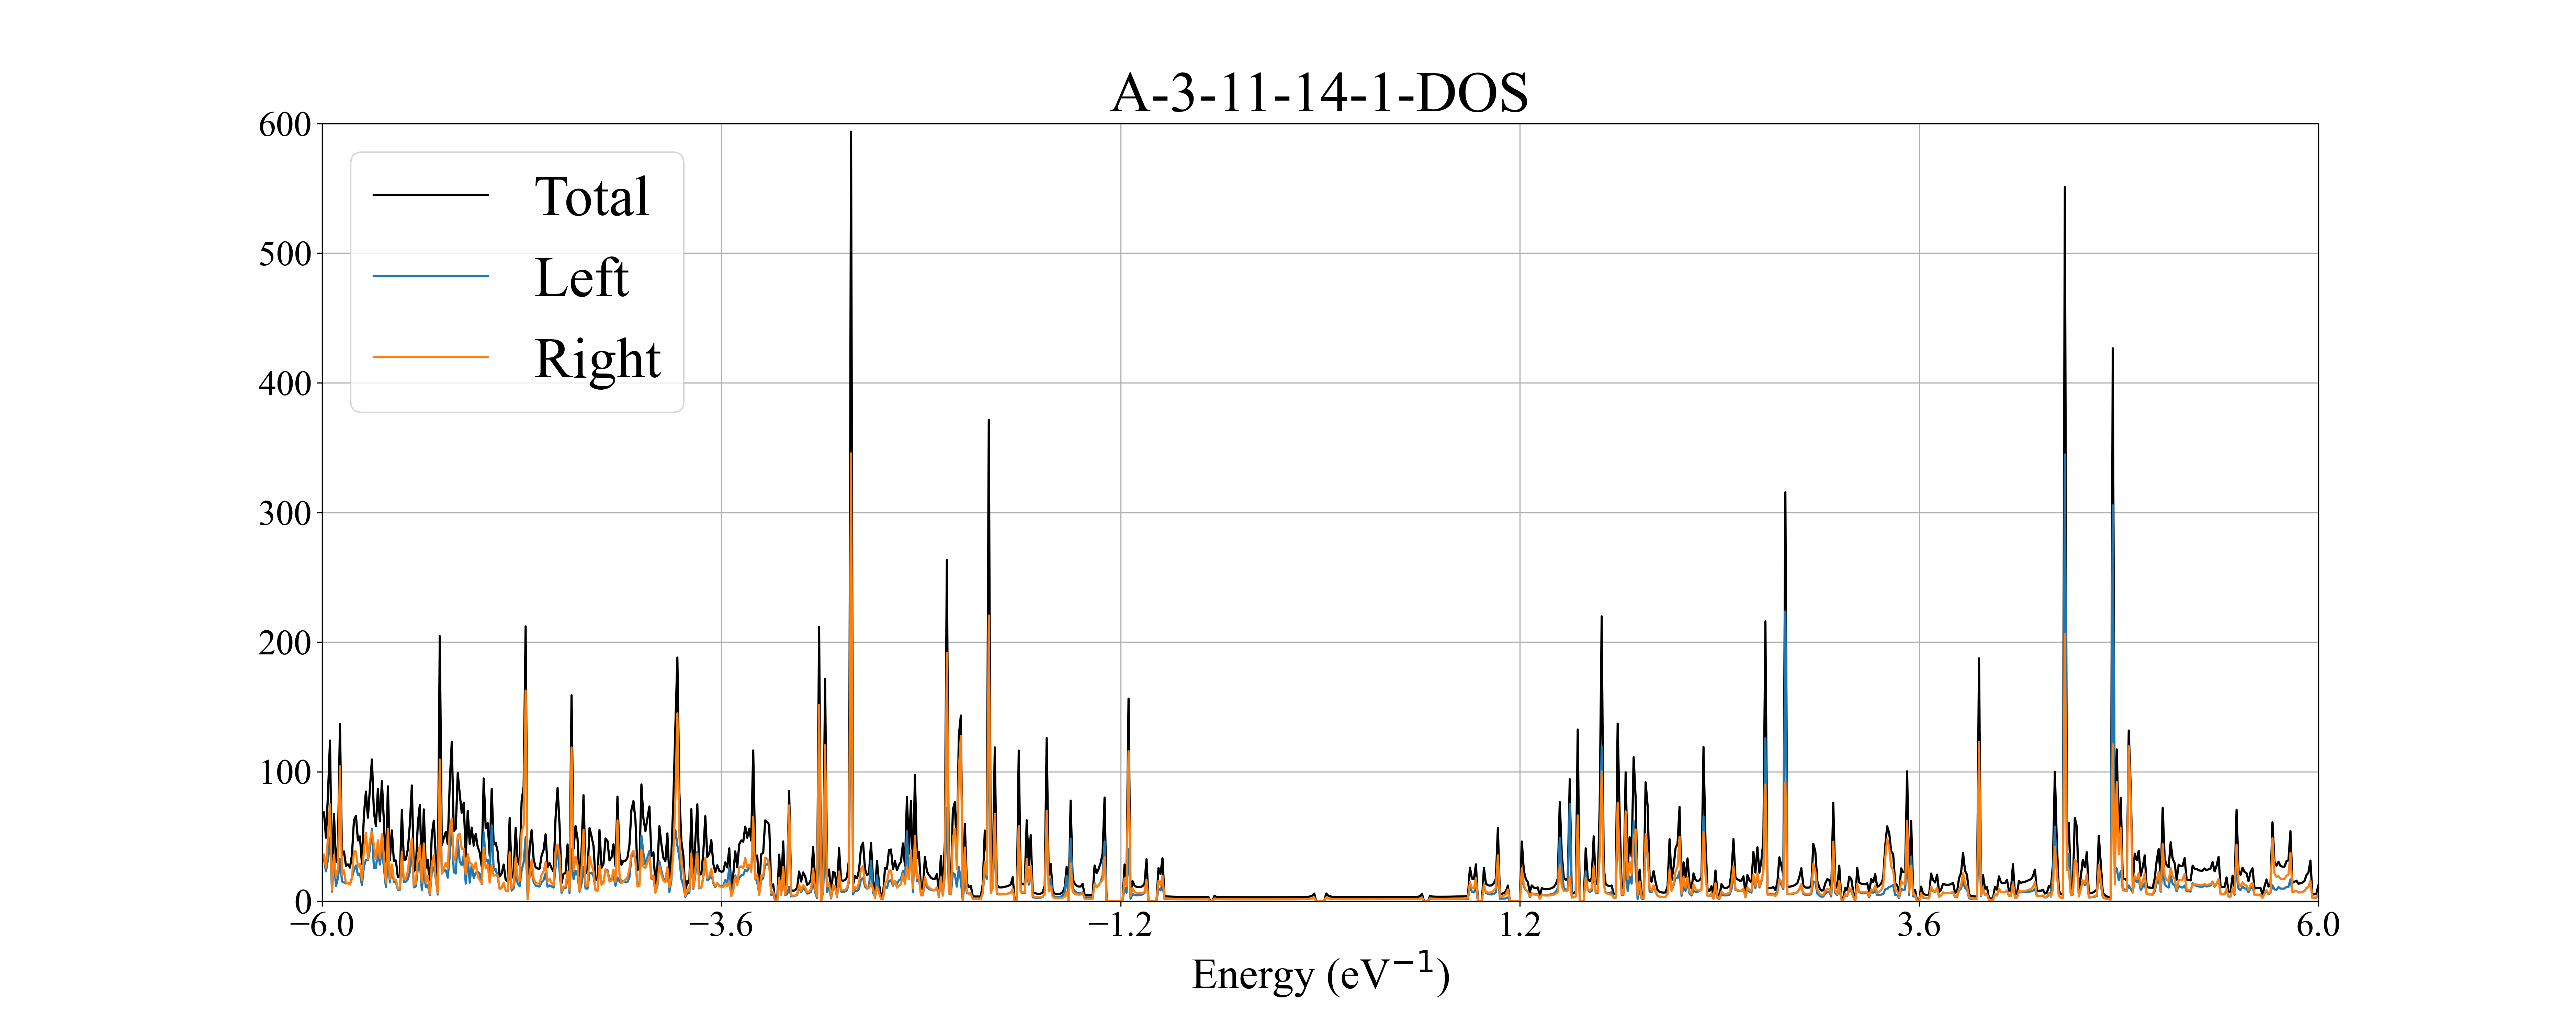 A-3-11-14-1-DOS
600
500
400
300
200
100
0
Total
Left
Right
−6.0
−3.6
−1.2
1.2
3.6
6.0
Energy (eV⁻¹)